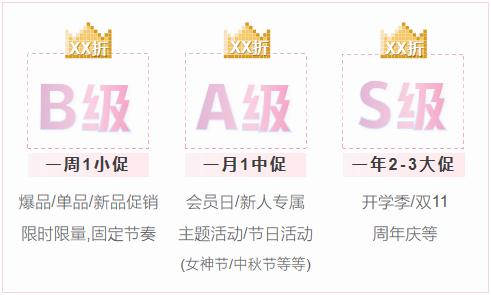 XX折
B级
一周1小促
爆品/单品/新品促销
限时限量,固定节奏
XX折
A级
一月1中促
会员日/新人专属
主题活动/节日活动
(女神节/中秋节等等)
XX折
S级
一年2-3大促
开学季/双11
周年庆等